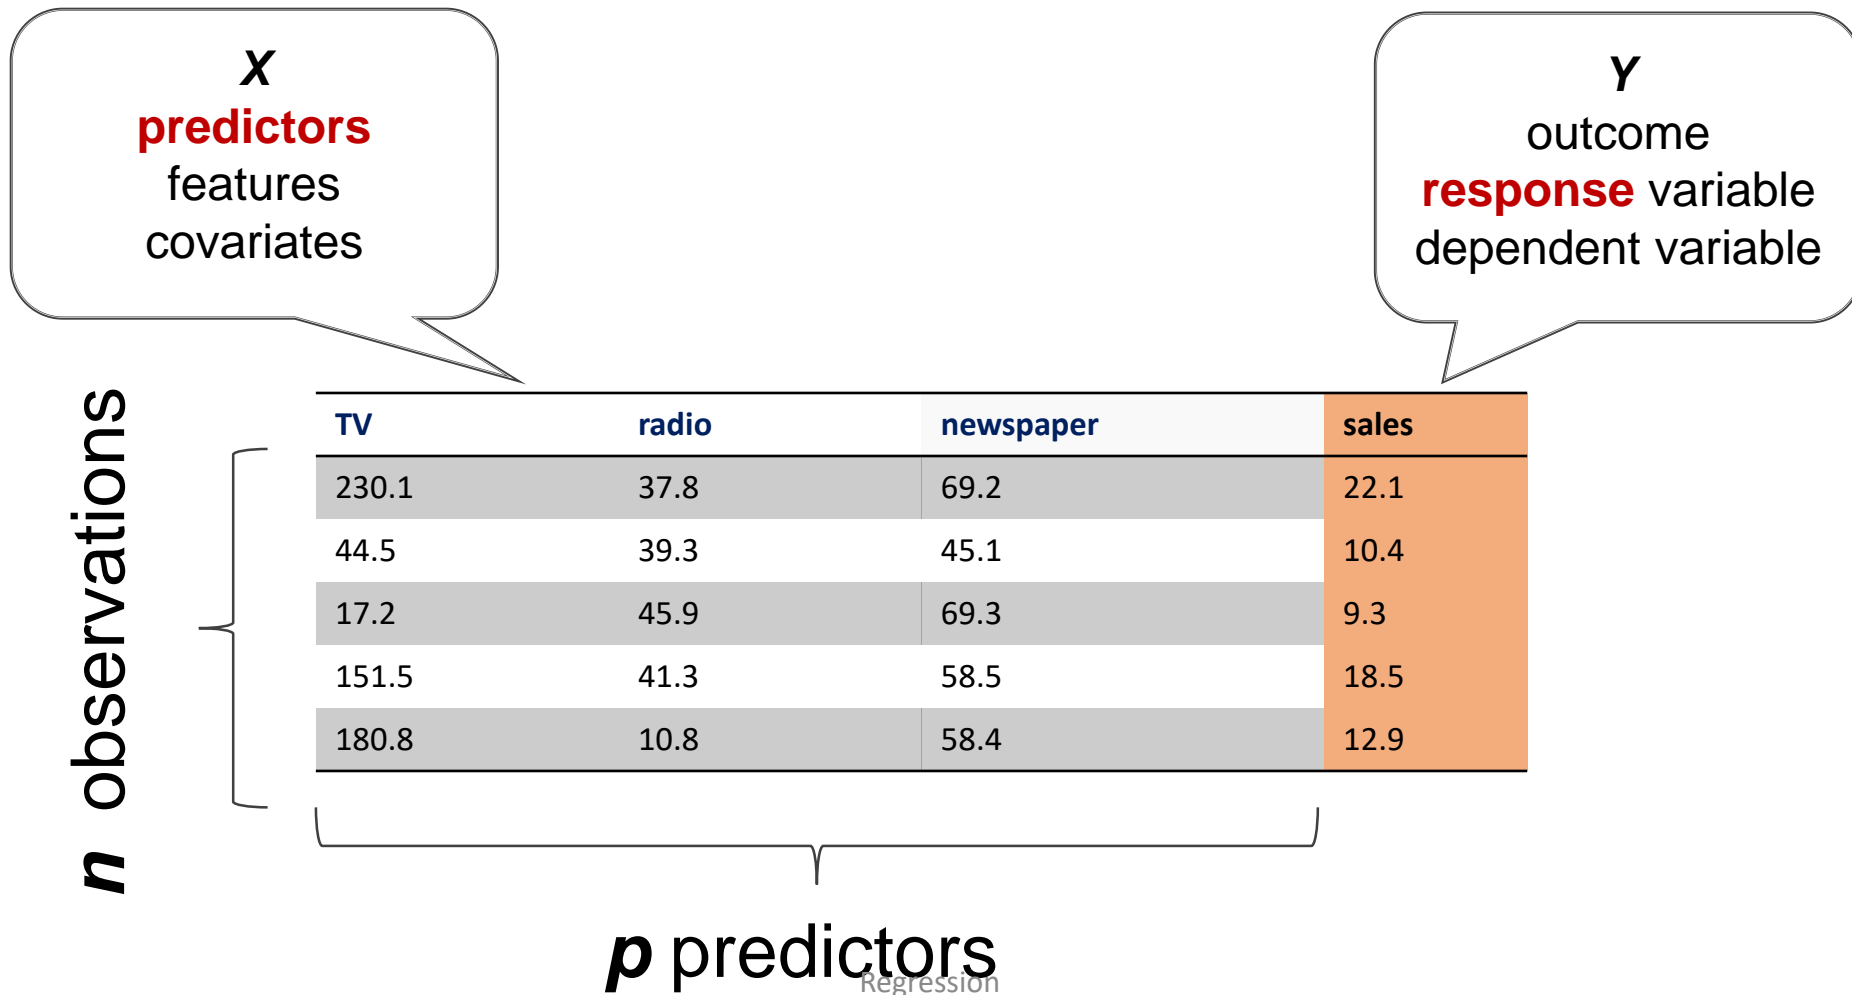 X
predictors
features
covariates
Y
outcome
response variable
dependent variable
n observations
TV radio newspaper sales
230.1 37.8 69.2 22.1
44.5 39.3 45.1 10.4
17.2 45.9 69.3 9.3
151.5 41.3 58.5 18.5
180.8 10.8 58.4 12.9
p predictors
Regression